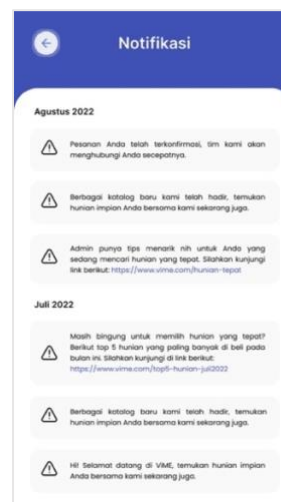 Notifikasi
Agustus 2022
Pesanan Anda telah terkonfirmasi, tim kami akan
menghubungi Anda secepatnya.
Berbagai katalog baru kami telah hadir, temukan
hunian impian Anda bersama kami sekarang juga.
Admin punya tips menarik nih untuk Anda yang
sedang mencari hunian yang tepat. Silahkan kunjungi
link berikut: https://www.vime.com/hunian-tepat
Juli 2022
Masih bingung untuk memilih hunian yang tepat?
Berikut top 5 hunian yang paling banyak di beli pada
bulan ini. Silahkan kunjungi di link berikut:
https://www.vime.com/top5-hunian-juli2022
Berbagai katalog baru kami telah hadir, temukan
hunian impian Anda bersama kami sekarang juga.
Hi! Selamat datang di ViME, temukan hunian impian
Anda bersama kami sekarang juga.